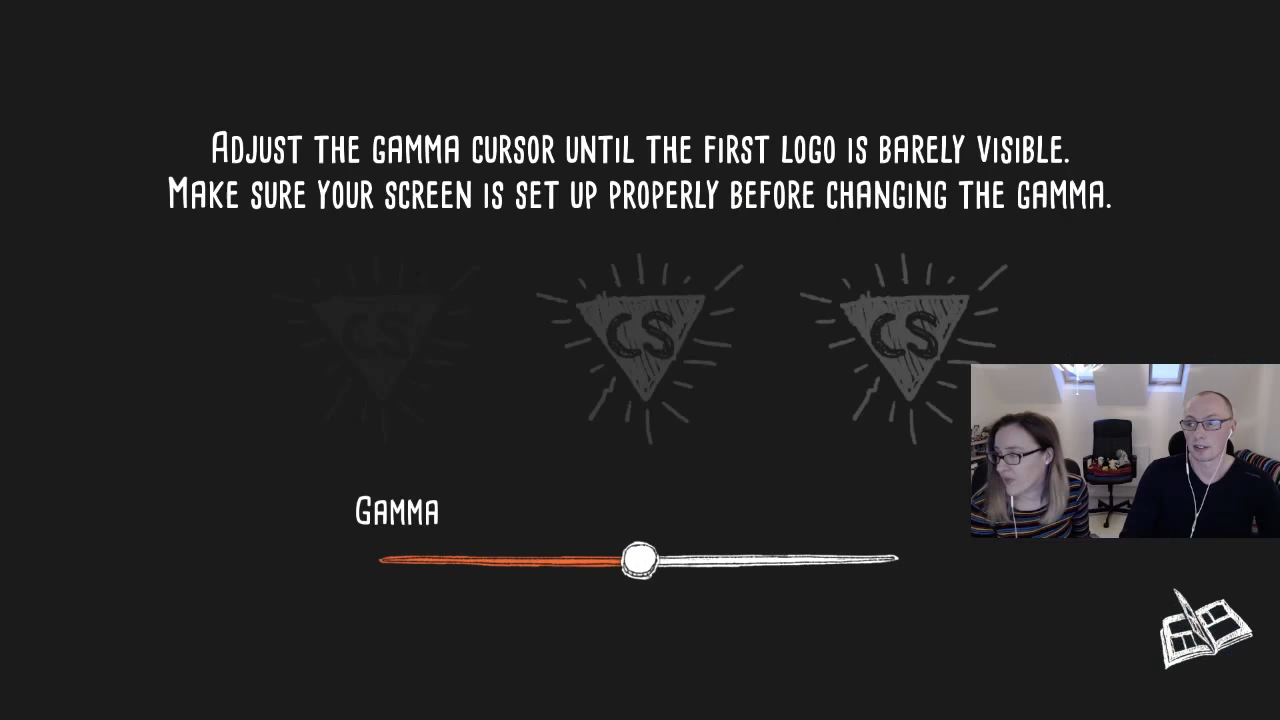 Adjust the gamma cursor until the first logo is barely visible.
Make sure your screen is set up properly before changing the gamma.
CS CS CS
Gamma